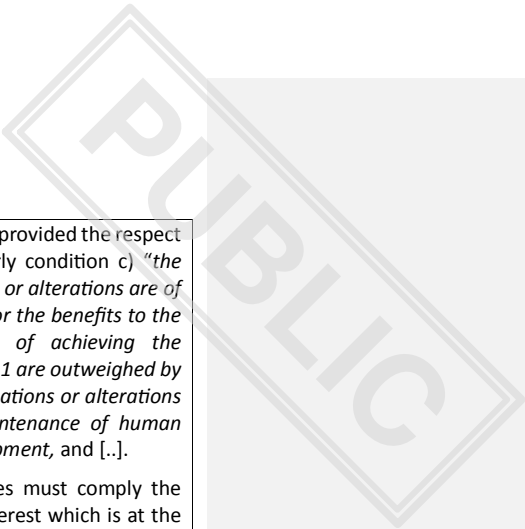 PUBLIC
provided the respect
ly condition c) "the
or alterations are of
or the benefits to the
of achieving the
1 are outweighed by
ations or alterations
ntenance of human
pment, and [..].
es must comply the
erest which is at the